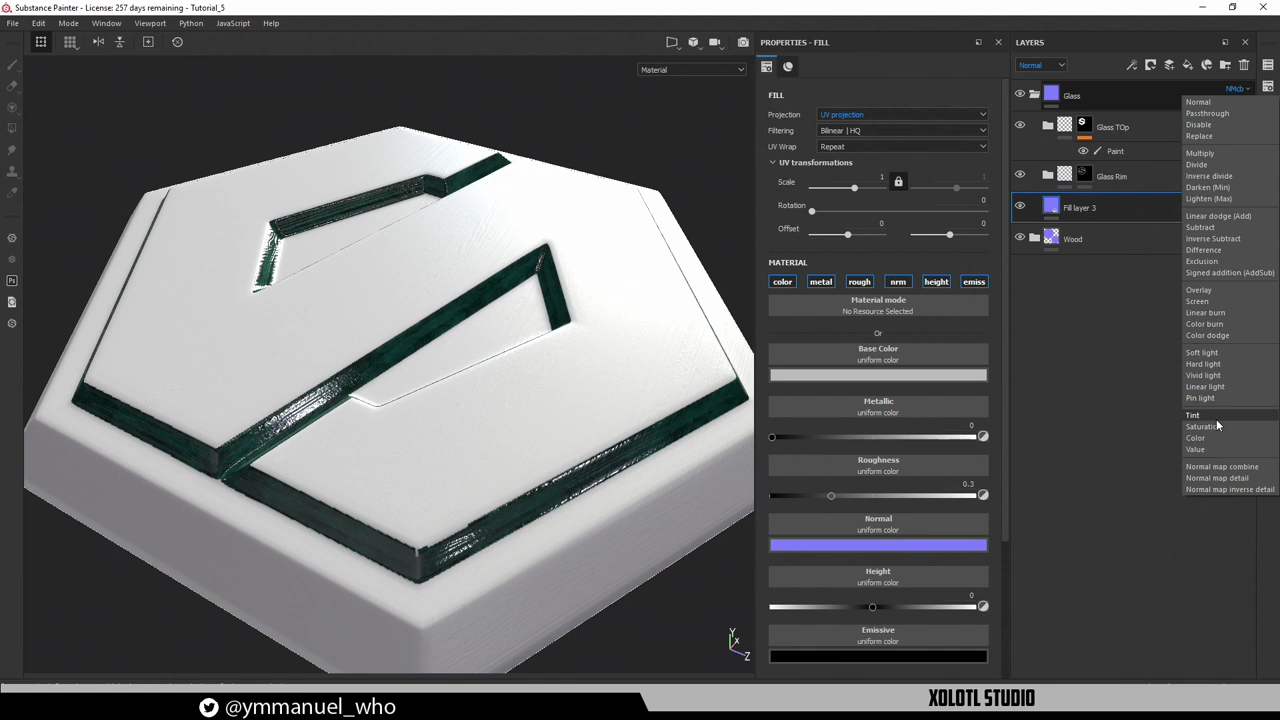 Substance Painter - License: 257 days remaining - Tutorial_5
File Edit Mode Window Viewport Python JavaScript Help
Material
PROPERTIES - FILL
FILL
Projection UV projection
Filtering Bilinear | HQ
UV Wrap Repeat
UV transformations
Scale 1 1
Rotation 0
Offset 0 0
MATERIAL
color metal rough nrm height emiss
Material mode
No Resource Selected
Or
Base Color
uniform color
Metallic
uniform color
0
Roughness
uniform color
0.3
Normal
uniform color
Height
uniform color
0
Emissive
uniform color
LAYERS
Normal
Glass NMcb
Glass TOp
Paint
Glass Rim
Fill layer 3
Wood
Normal
Passthrough
Disable
Replace
Multiply
Divide
Inverse divide
Darken (Min)
Lighten (Max)
Linear dodge (Add)
Subtract
Inverse Subtract
Difference
Exclusion
Signed addition (AddSub)
Overlay
Screen
Linear burn
Color burn
Color dodge
Soft light
Hard light
Vivid light
Linear light
Pin light
Tint
Saturation
Color
Value
Normal map combine
Normal map detail
Normal map inverse detail
Ps
Y
X
Z
@ymmanuel_who
XOLOTL STUDIO